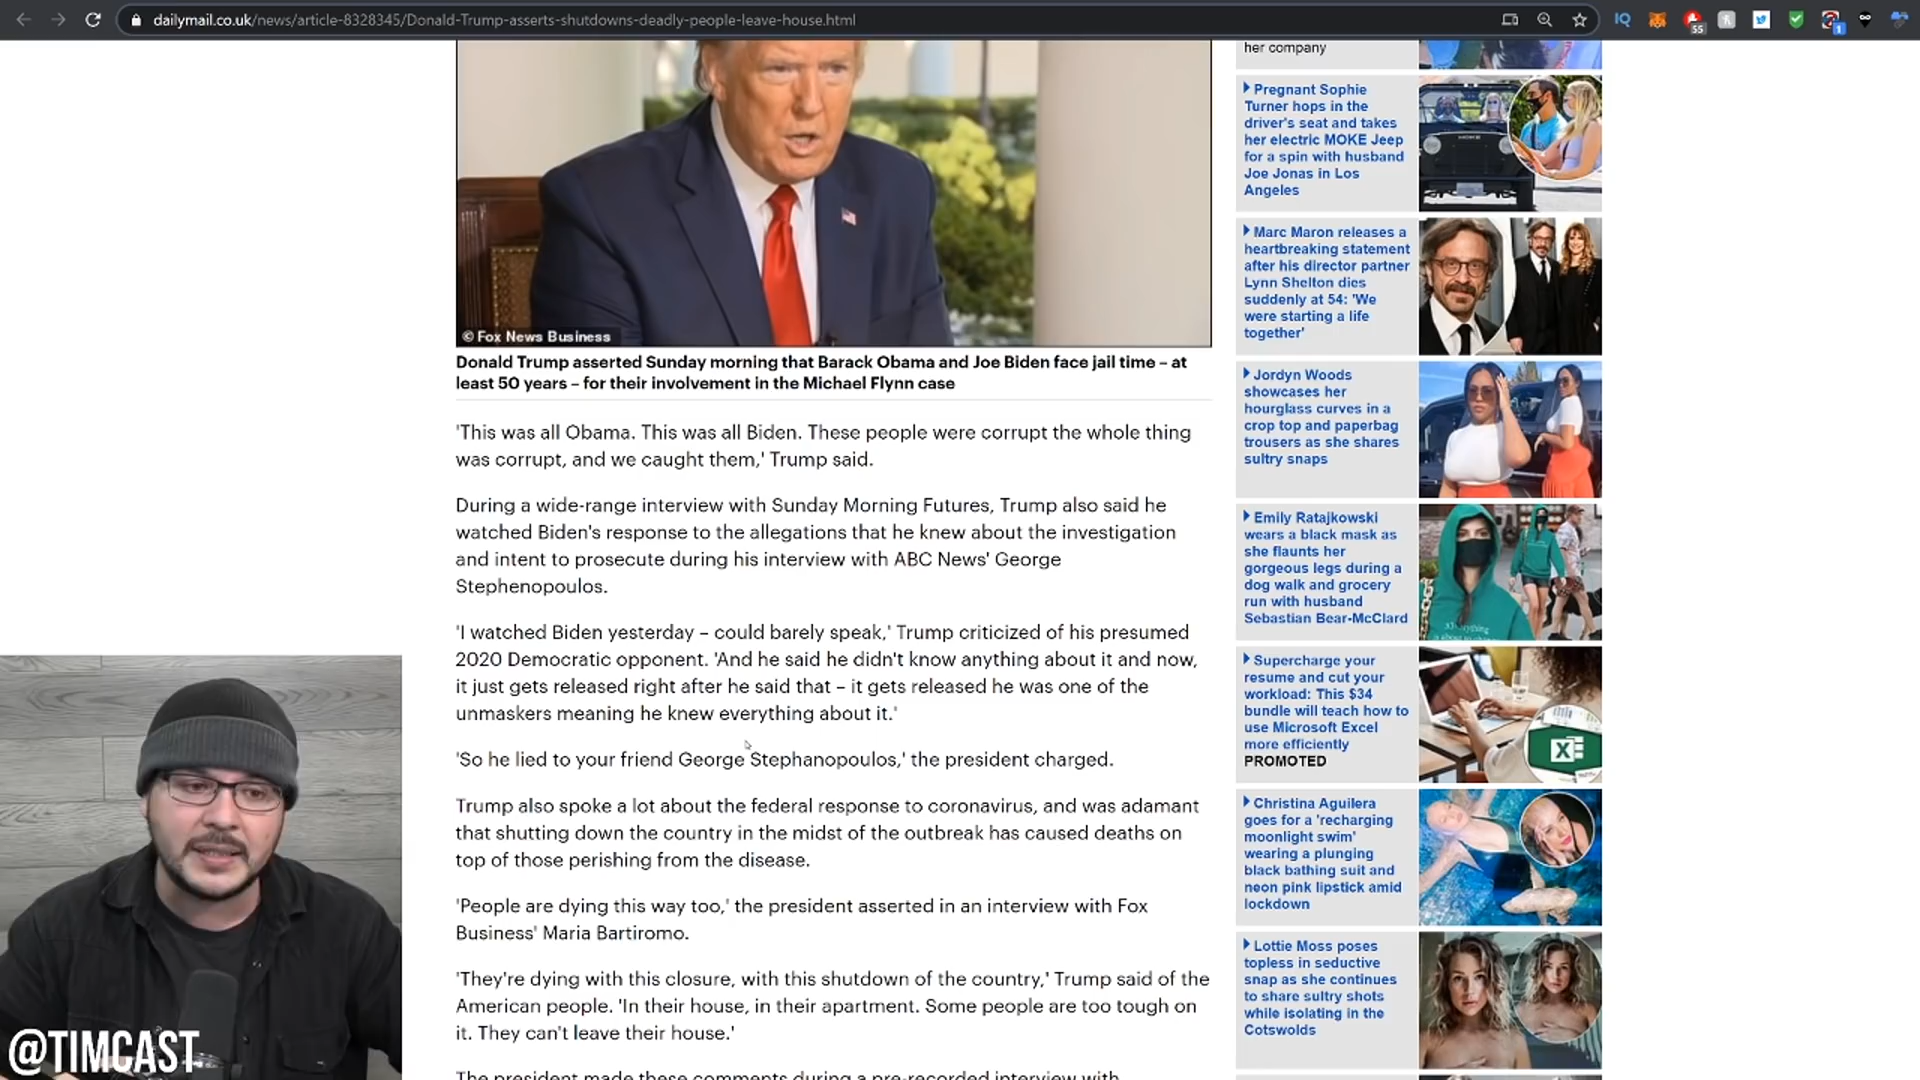 dailymail.co.uk/news/article-8328345/Donald-Trump-asserts-shutdowns-deadly-people-leave-house.html
IQ
55
1
© Fox News Business
Donald Trump asserted Sunday morning that Barack Obama and Joe Biden face jail time – at
least 50 years – for their involvement in the Michael Flynn case
'This was all Obama. This was all Biden. These people were corrupt the whole thing
was corrupt, and we caught them,' Trump said.
During a wide-range interview with Sunday Morning Futures, Trump also said he
watched Biden's response to the allegations that he knew about the investigation
and intent to prosecute during his interview with ABC News' George
Stephenopoulos.
'I watched Biden yesterday – could barely speak,' Trump criticized of his presumed
2020 Democratic opponent. 'And he said he didn't know anything about it and now,
it just gets released right after he said that – it gets released he was one of the
unmaskers meaning he knew everything about it.'
'So he lied to your friend George Stephanopoulos,' the president charged.
Trump also spoke a lot about the federal response to coronavirus, and was adamant
that shutting down the country in the midst of the outbreak has caused deaths on
top of those perishing from the disease.
'People are dying this way too,' the president asserted in an interview with Fox
Business' Maria Bartiromo.
'They're dying with this closure, with this shutdown of the country,' Trump said of the
American people. 'In their house, in their apartment. Some people are too tough on
it. They can't leave their house.'
The president made these comments during a pre-recorded interview with
her company
Pregnant Sophie
Turner hops in the
driver's seat and takes
her electric MOKE Jeep
for a spin with husband
Joe Jonas in Los
Angeles
Marc Maron releases a
heartbreaking statement
after his director partner
Lynn Shelton dies
suddenly at 54: 'We
were starting a life
together'
Jordyn Woods
showcases her
hourglass curves in a
crop top and paperbag
trousers as she shares
sultry snaps
Emily Ratajkowski
wears a black mask as
she flaunts her
gorgeous legs during a
dog walk and grocery
run with husband
Sebastian Bear-McClard
Supercharge your
resume and cut your
workload: This $34
bundle will teach how to
use Microsoft Excel
more efficiently
PROMOTED
Christina Aguilera
goes for a 'recharging
moonlight swim'
wearing a plunging
black bathing suit and
neon pink lipstick amid
lockdown
Lottie Moss poses
topless in seductive
snap as she continues
to share sultry shots
while isolating in the
Cotswolds
@TIMCAST